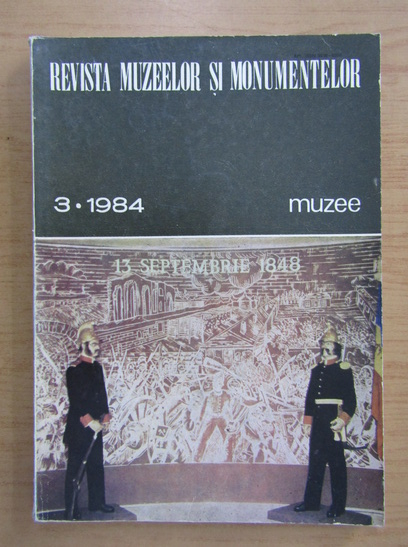 REVISTA MUZEELOR ȘI MONUMENTELOR
3 • 1984 muzee
13 SEPTEMBRIE 1848